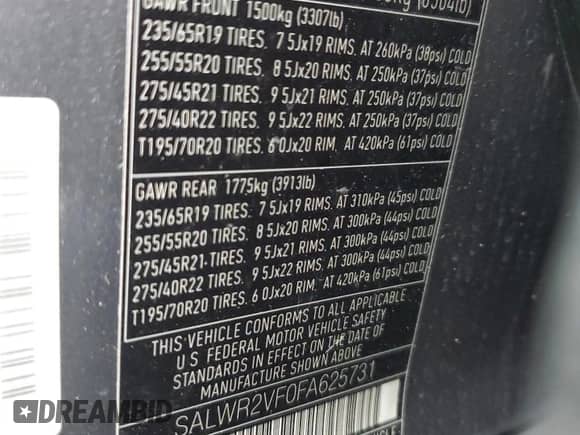 GAWR FRONT 1500kg (3307lb)
235/65R19 TIRES. 7 5Jx19 RIMS. AT 260kPa (38psi) COLD
255/55R20 TIRES. 8 5Jx20 RIMS. AT 250kPa (37psi) COLD
275/45R21 TIRES. 9 5Jx21 RIMS. AT 250kPa (37psi) COLD
275/40R22 TIRES. 9 5Jx22 RIMS. AT 250kPa (37psi) COLD
T195/70R20 TIRES. 6 0Jx20 RIM. AT 420kPa (61psi) COLD
GAWR REAR 1775kg (3913lb)
235/65R19 TIRES. 7 5Jx19 RIMS. AT 310kPa (45psi) COLD
255/55R20 TIRES. 8 5Jx20 RIMS. AT 300kPa (44psi) COLD
275/45R21 TIRES. 9 5Jx21 RIMS. AT 300kPa (44psi) COLD
275/40R22 TIRES. 9 5Jx22 RIMS. AT 300kPa (44psi) COLD
T195/70R20 TIRES. 6 0Jx20 RIM. AT 420kPa (61psi) COLD
THIS VEHICLE CONFORMS TO ALL APPLICABLE
U S FEDERAL MOTOR VEHICLE SAFETY
STANDARDS IN EFFECT ON THE DATE OF
MANUFACTURE SHOWN ABOVE
SALWR2VF0FA625731
DEALERHISTORY.COM